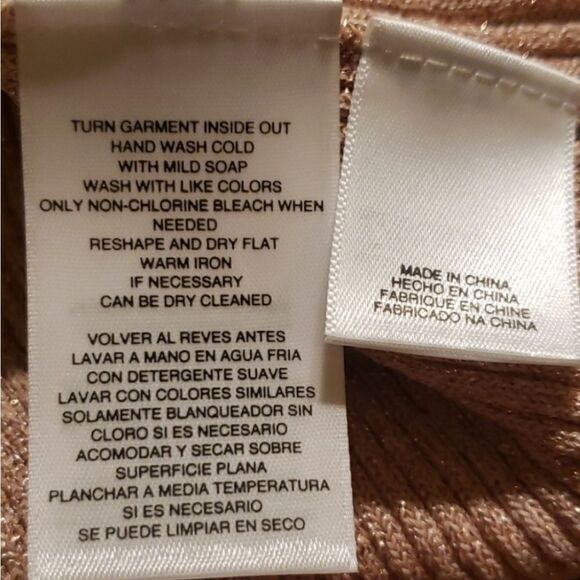 TURN GARMENT INSIDE OUT
HAND WASH COLD
WITH MILD SOAP
WASH WITH LIKE COLORS
ONLY NON-CHLORINE BLEACH WHEN
NEEDED
RESHAPE AND DRY FLAT
WARM IRON
IF NECESSARY
CAN BE DRY CLEANED
VOLVER AL REVES ANTES
LAVAR A MANO EN AGUA FRIA
CON DETERGENTE SUAVE
LAVAR CON COLORES SIMILARES
SOLAMENTE BLANQUEADOR SIN
CLORO SI ES NECESARIO
ACOMODAR Y SECAR SOBRE
SUPERFICIE PLANA
PLANCHAR A MEDIA TEMPERATURA
SI ES NECESARIO
SE PUEDE LIMPIAR EN SECO
MADE IN CHINA
HECHO EN CHINA
FABRIQUE EN CHINE
FABRICADO NA CHINA